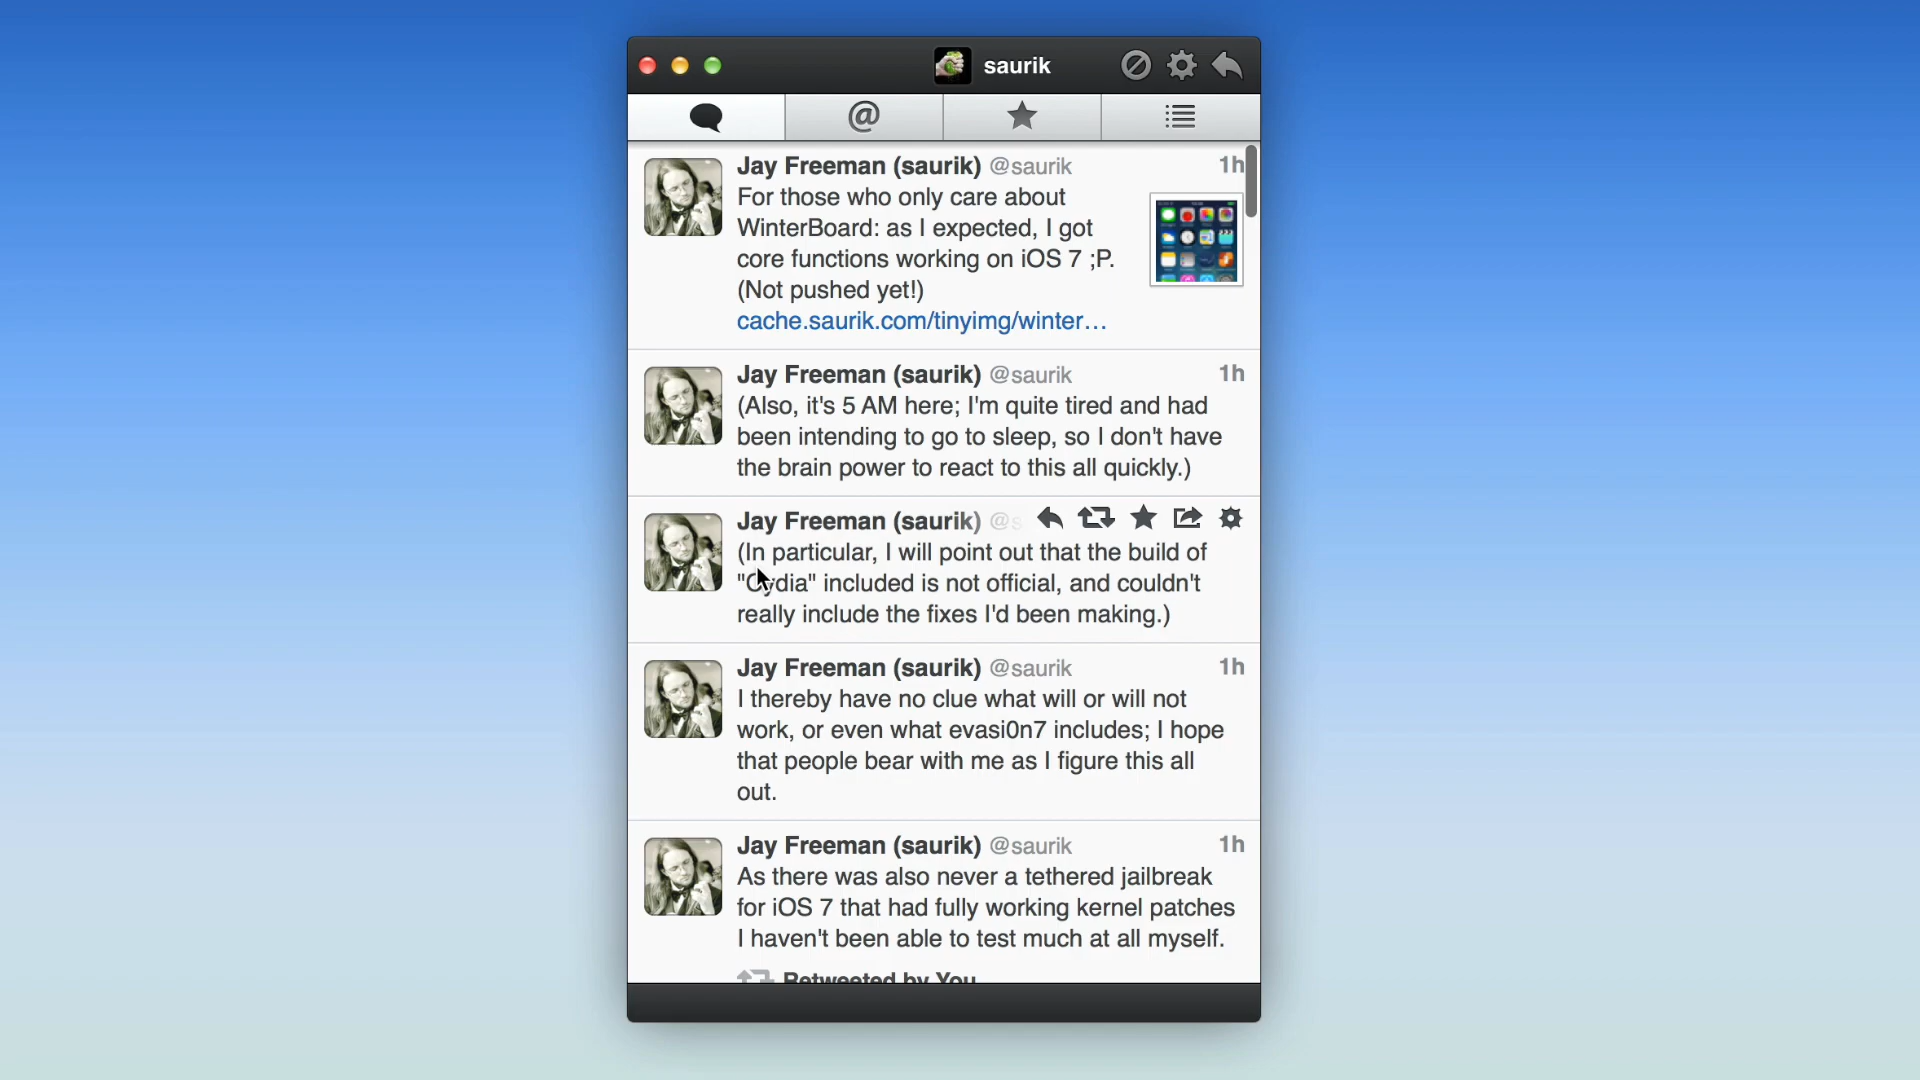 saurik
@
Jay Freeman (saurik) @saurik 1h
For those who only care about
WinterBoard: as I expected, I got
core functions working on iOS 7 ;P.
(Not pushed yet!)
cache.saurik.com/tinyimg/winter...
Jay Freeman (saurik) @saurik 1h
(Also, it's 5 AM here; I'm quite tired and had
been intending to go to sleep, so I don't have
the brain power to react to this all quickly.)
Jay Freeman (saurik) @s
(In particular, I will point out that the build of
"Cydia" included is not official, and couldn't
really include the fixes I'd been making.)
Jay Freeman (saurik) @saurik 1h
I thereby have no clue what will or will not
work, or even what evasi0n7 includes; I hope
that people bear with me as I figure this all
out.
Jay Freeman (saurik) @saurik 1h
As there was also never a tethered jailbreak
for iOS 7 that had fully working kernel patches
I haven't been able to test much at all myself.
Retweeted by You